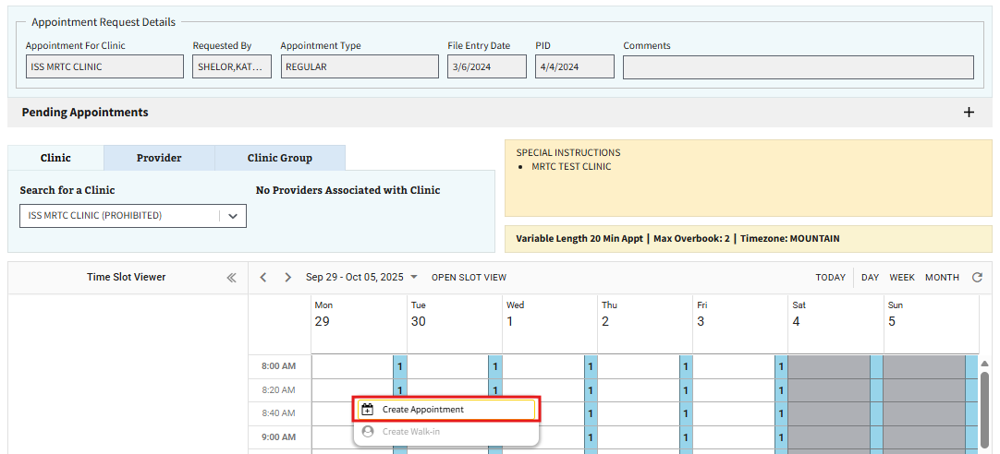 Appointment Request Details
Appointment For Clinic Requested By Appointment Type File Entry Date PID Comments
ISS MRTC CLINIC SHELOR,KAT... REGULAR 3/6/2024 4/4/2024
Pending Appointments +
Clinic Provider Clinic Group
Search for a Clinic No Providers Associated with Clinic
ISS MRTC CLINIC (PROHIBITED)
SPECIAL INSTRUCTIONS
• MRTC TEST CLINIC
Variable Length 20 Min Appt | Max Overbook: 2 | Timezone: MOUNTAIN
Time Slot Viewer
Sep 29 - Oct 05, 2025 OPEN SLOT VIEW TODAY DAY WEEK MONTH
Mon Tue Wed Thu Fri Sat Sun
29 30 1 2 3 4 5
8:00 AM 1 1 1 1 1
8:20 AM 1 1 1 1 1
8:40 AM 1 1 1
9:00 AM 1 1 1
Create Appointment
Create Walk-in